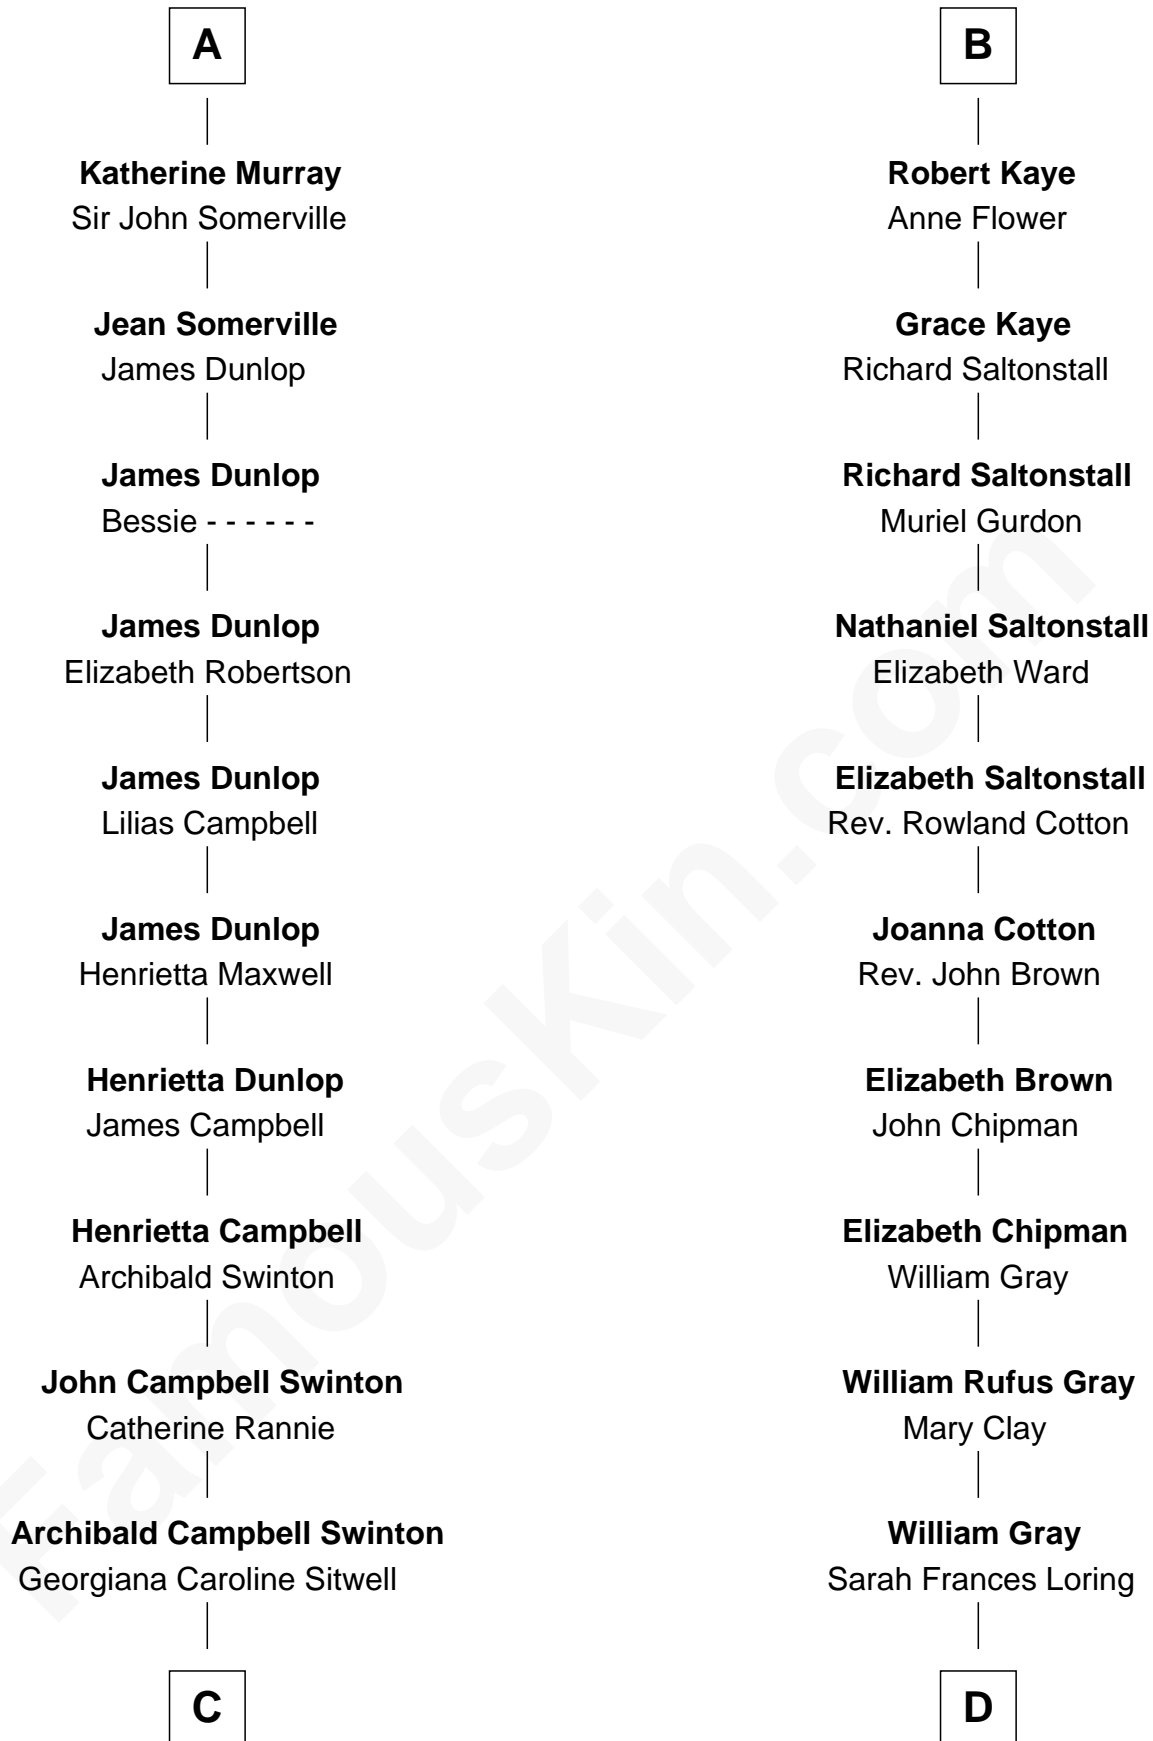 A
Katherine Murray
Sir John Somerville
Jean Somerville
James Dunlop
James Dunlop
Bessie - - - - - -
James Dunlop
Elizabeth Robertson
James Dunlop
Lilias Campbell
James Dunlop
Henrietta Maxwell
Henrietta Dunlop
James Campbell
Henrietta Campbell
Archibald Swinton
John Campbell Swinton
Catherine Rannie
Archibald Campbell Swinton
Georgiana Caroline Sitwell
C
B
Robert Kaye
Anne Flower
Grace Kaye
Richard Saltonstall
Richard Saltonstall
Muriel Gurdon
Nathaniel Saltonstall
Elizabeth Ward
Elizabeth Saltonstall
Rev. Rowland Cotton
Joanna Cotton
Rev. John Brown
Elizabeth Brown
John Chipman
Elizabeth Chipman
William Gray
William Rufus Gray
Mary Clay
William Gray
Sarah Frances Loring
D
FamousKin.com